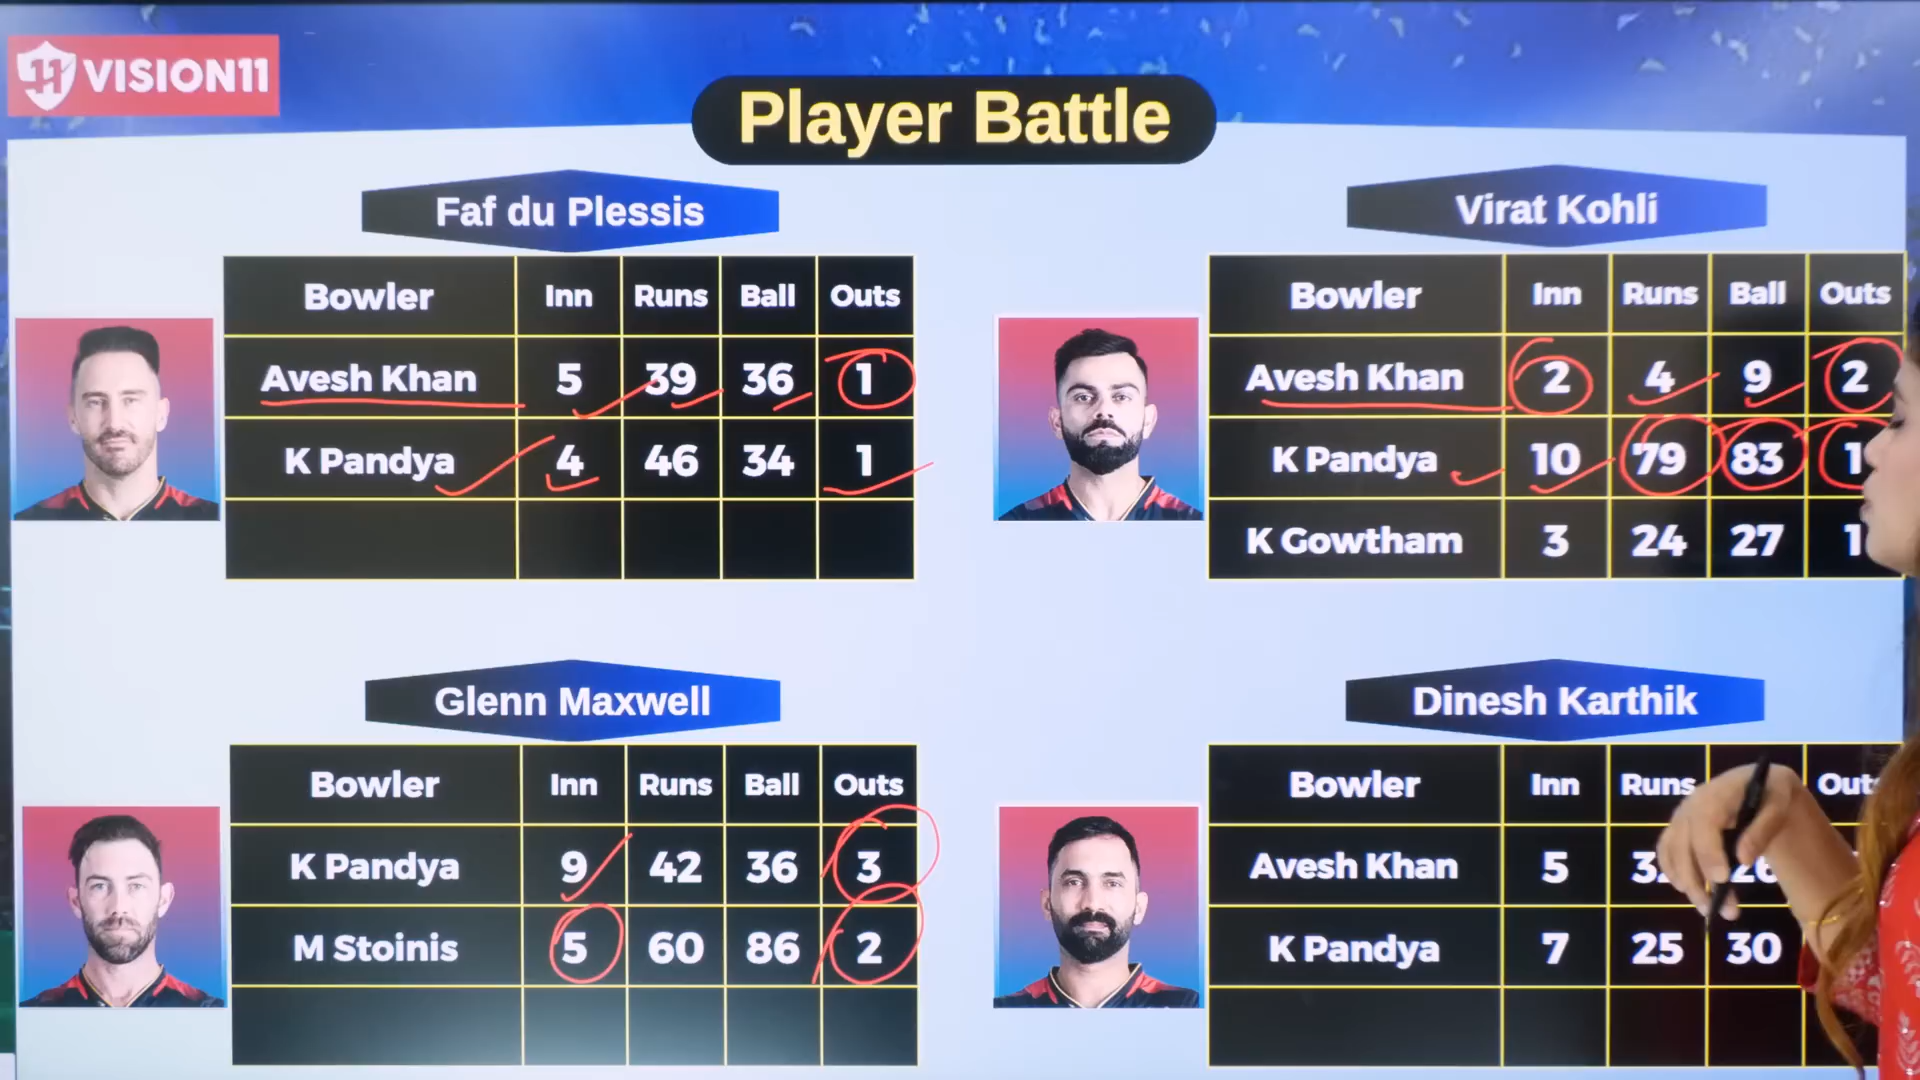 VISION11
Player Battle
Faf du Plessis
Bowler Inn Runs Ball Outs
Avesh Khan 5 39 36 1
K Pandya 4 46 34 1
Virat Kohli
Bowler Inn Runs Ball Outs
Avesh Khan 2 4 9 2
K Pandya 10 79 83 1
K Gowtham 3 24 27 1
Glenn Maxwell
Bowler Inn Runs Ball Outs
K Pandya 9 42 36 3
M Stoinis 5 60 86 2
Dinesh Karthik
Bowler Inn Runs
Avesh Khan 5
K Pandya 7 25 30